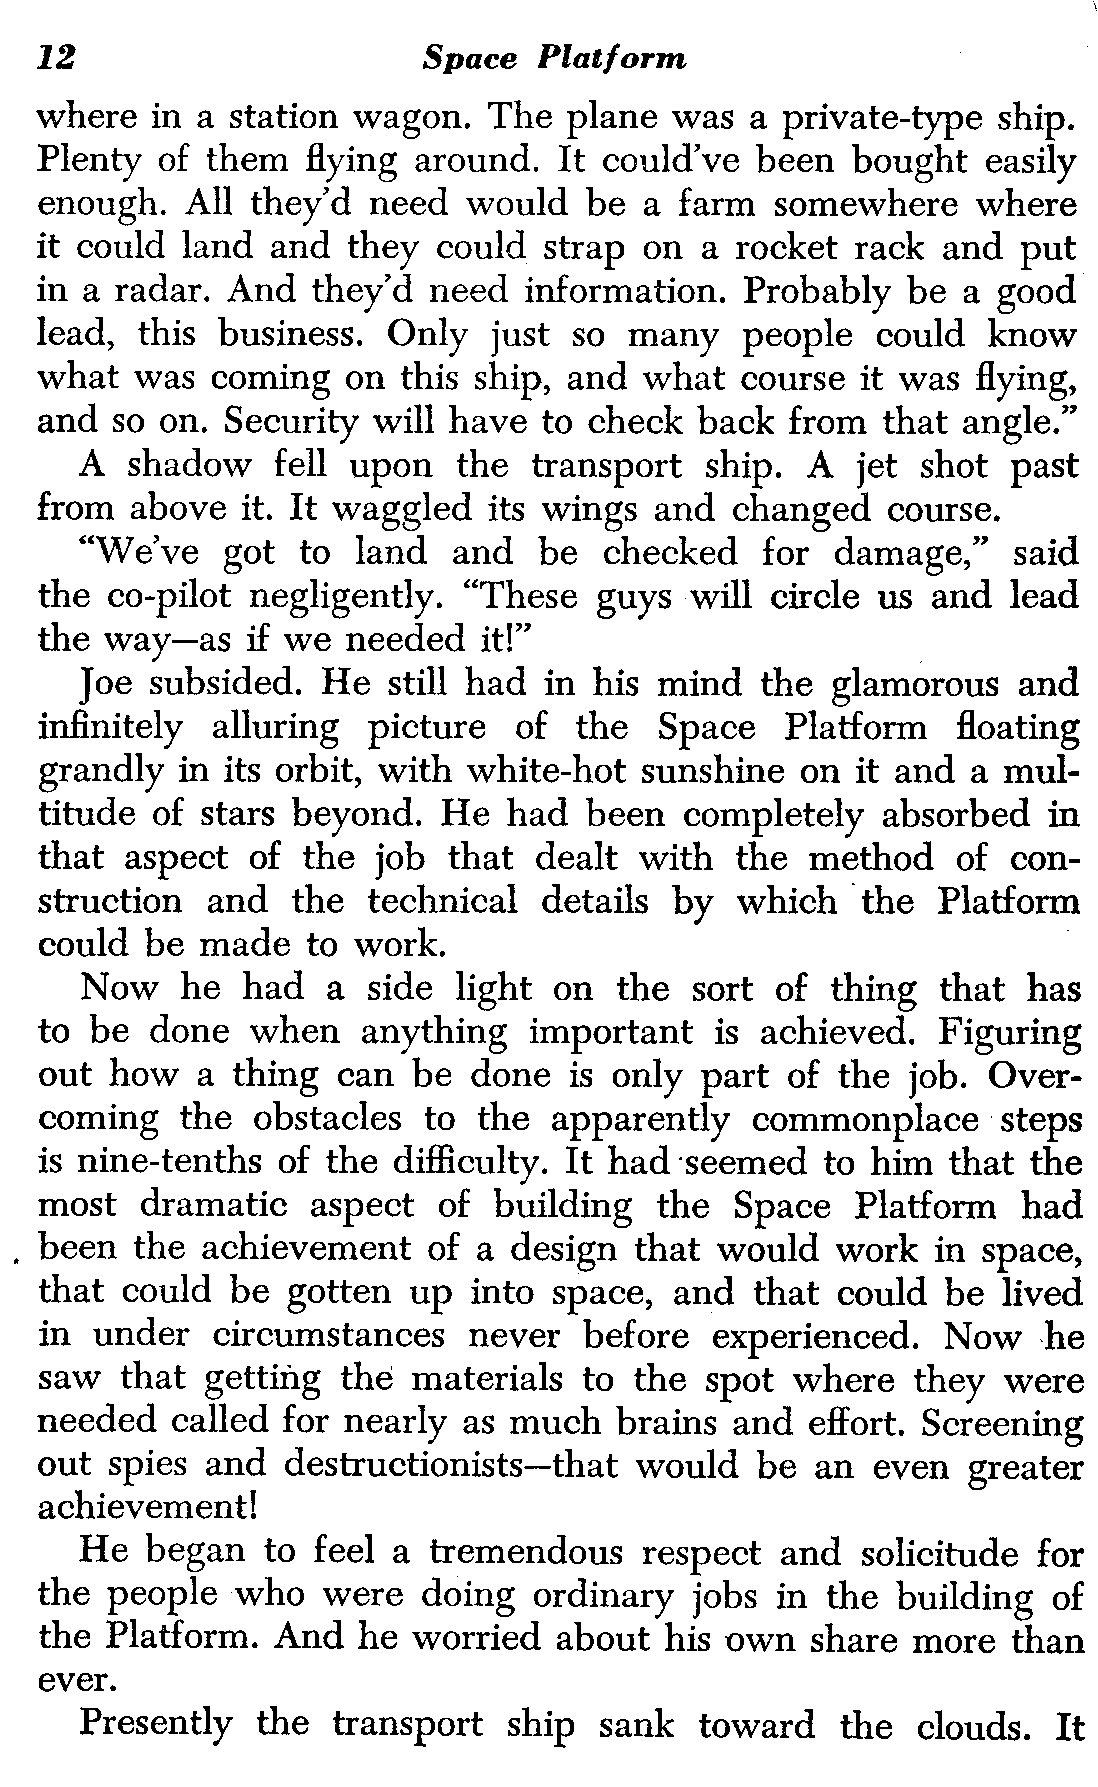 12 Space Platform
where in a station wagon. The plane was a private-type ship.
Plenty of them flying around. It could've been bought easily
enough. All they'd need would be a farm somewhere where
it could land and they could strap on a rocket rack and put
in a radar. And they'd need information. Probably be a good
lead, this business. Only just so many people could know
what was coming on this ship, and what course it was flying,
and so on. Security will have to check back from that angle.”
A shadow fell upon the transport ship. A jet shot past
from above it. It waggled its wings and changed course.
“We've got to land and be checked for damage,” said
the co-pilot negligently. “These guys will circle us and lead
the way—as if we needed it!”
Joe subsided. He still had in his mind the glamorous and
infinitely alluring picture of the Space Platform floating
grandly in its orbit, with white-hot sunshine on it and a mul-
titude of stars beyond. He had been completely absorbed in
that aspect of the job that dealt with the method of con-
struction and the technical details by which the Platform
could be made to work.
Now he had a side light on the sort of thing that has
to be done when anything important is achieved. Figuring
out how a thing can be done is only part of the job. Over-
coming the obstacles to the apparently commonplace steps
is nine-tenths of the difficulty. It had seemed to him that the
most dramatic aspect of building the Space Platform had
been the achievement of a design that would work in space,
that could be gotten up into space, and that could be lived
in under circumstances never before experienced. Now he
saw that getting the materials to the spot where they were
needed called for nearly as much brains and effort. Screening
out spies and destructionists—that would be an even greater
achievement!
He began to feel a tremendous respect and solicitude for
the people who were doing ordinary jobs in the building of
the Platform. And he worried about his own share more than
ever.
Presently the transport ship sank toward the clouds. It